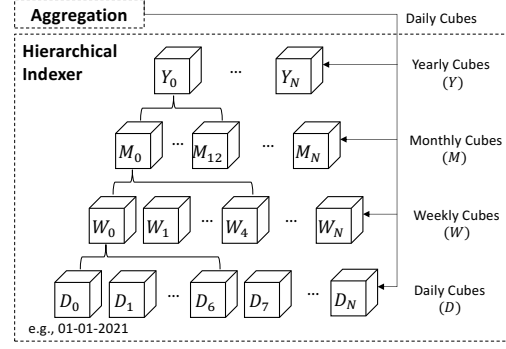 Aggregation
Daily Cubes
Hierarchical
Indexer
Y0 ... YN
Yearly Cubes
(Y)
M0 ... M12 ... MN
Monthly Cubes
(M)
W0 W1 ... W4 ... WN
Weekly Cubes
(W)
D0 D1 ... D6 D7 ... DN
Daily Cubes
(D)
e.g., 01-01-2021